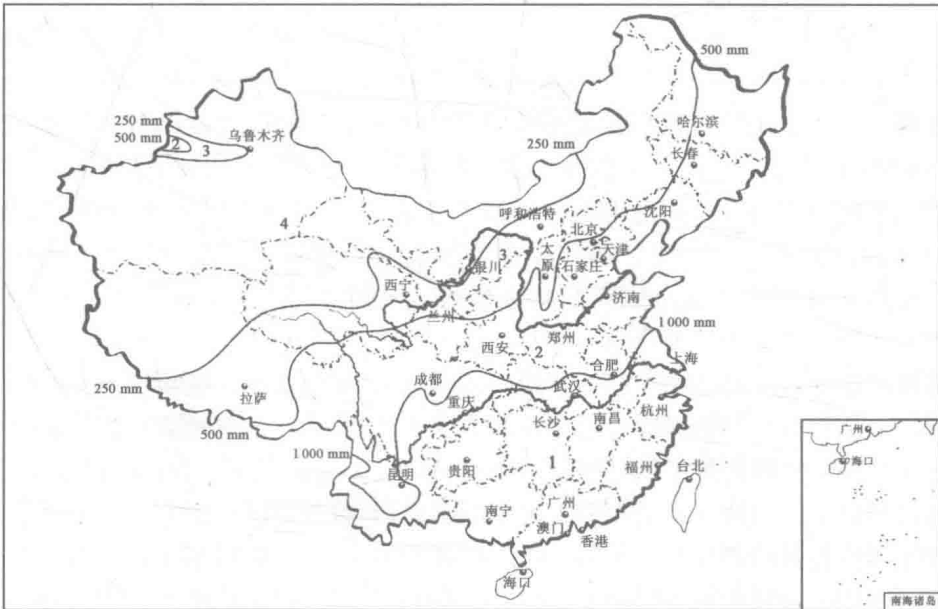 500 mm
哈尔滨
250 mm
500 mm
2
3
乌鲁木齐
长春
250 mm
4
呼和浩特
沈阳
北京
天津
3
银川
太原
石家庄
西宁
济南
兰州
1 000 mm
西安
郑州
2
合肥
上海
250 mm
拉萨
成都
重庆
武汉
杭州
500 mm
长沙
南昌
1 000 mm
昆明
贵阳
1
福州
台北
南宁
广州
澳门
香港
海口
广州
海口
南海诸岛